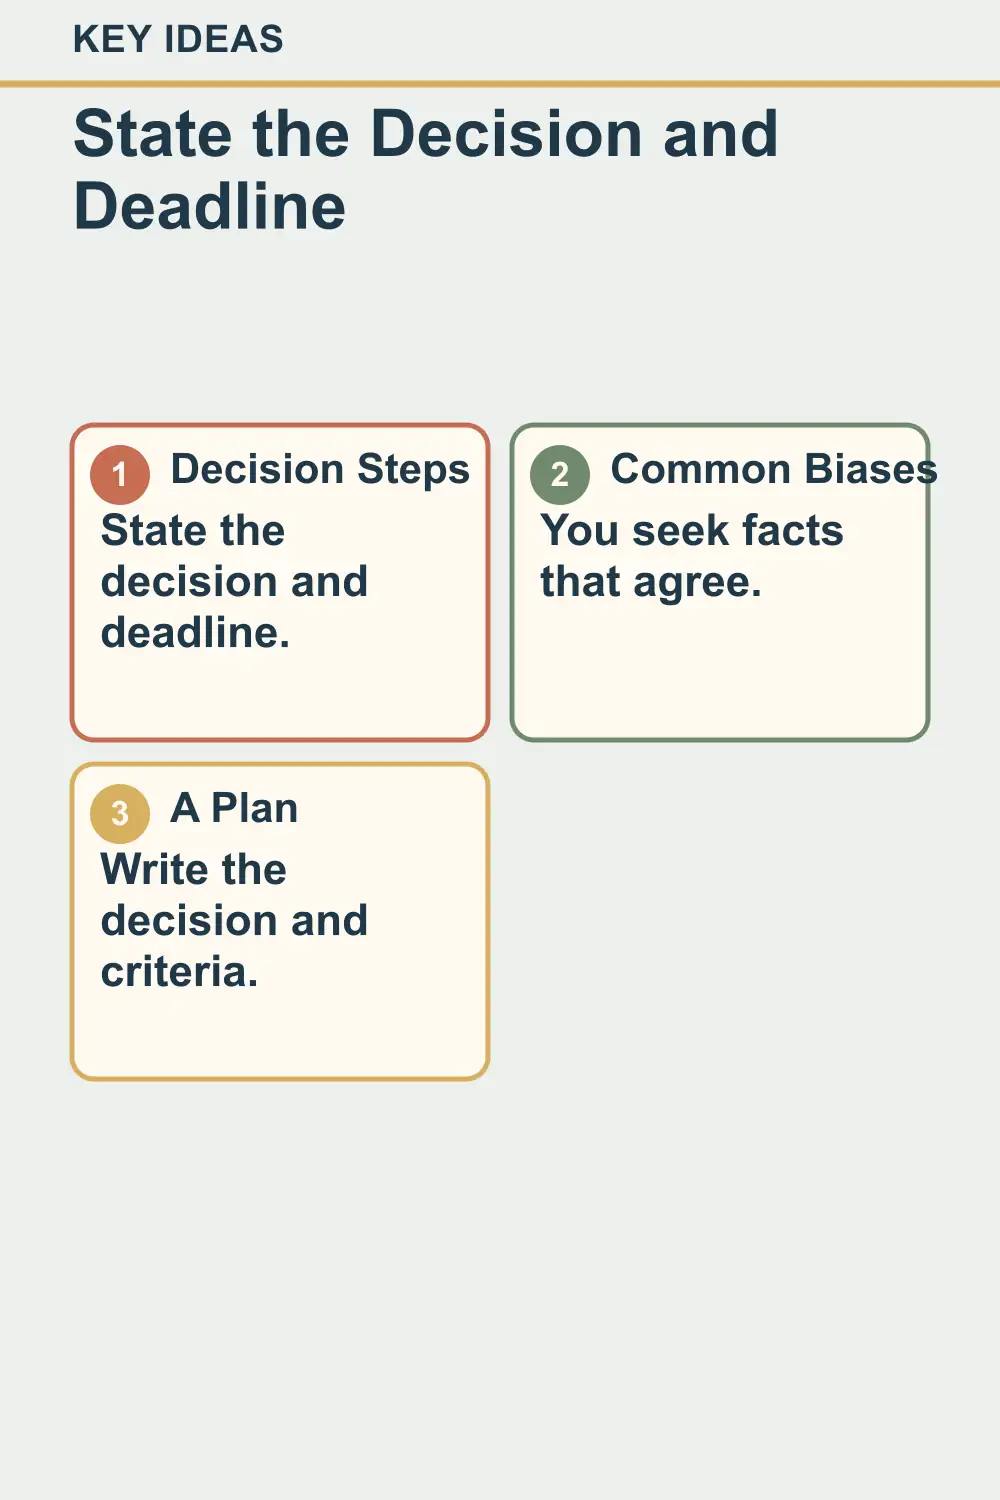 KEY IDEAS
State the Decision and
Deadline
1
Decision Steps
State the
decision and
deadline.
2
Common Biases
You seek facts
that agree.
3
A Plan
Write the
decision and
criteria.